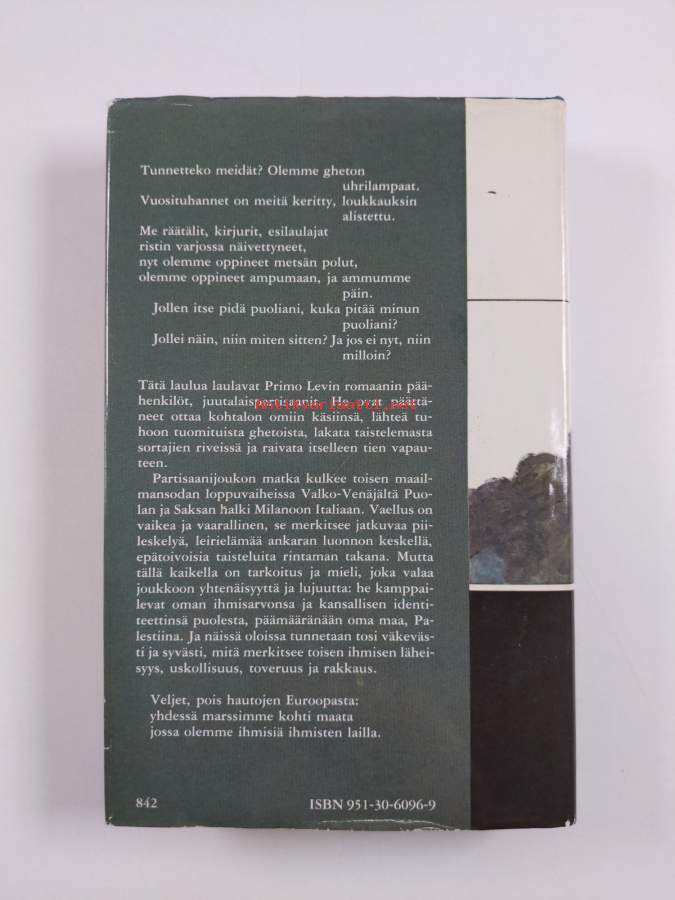 Tunnetteko meidät? Olemme gheton
uhrilampaat.
Vuosituhannet on meitä keritty, loukkauksin
alistettu.
Me räätälit, kirjurit, esilaulajat
ristin varjossa näivettyneet,
nyt olemme oppineet metsän polut,
olemme oppineet ampumaan, ja ammumme
päin.
Jollen itse pidä puoliani, kuka pitää minun
puoliani?
Jollei näin, niin miten sitten? Ja jos ei nyt, niin
milloin?
Tätä laulua laulavat Primo Levin romaanin pää-
henkilöt, juutalaispartisaanit. He ovat päättä-
antikvariaatti.net
neet ottaa kohtalon omiin käsiinsä, lähteä tu-
hoon tuomituista ghetoista, lakata taistelemasta
sortajien riveissä ja raivata itselleen tien vapau-
teen.
Partisaanijoukon matka kulkee toisen maail-
mansodan loppuvaiheissa Valko-Venäjältä Puo-
lan ja Saksan halki Milanoon Italiaan. Vaellus on
vaikea ja vaarallinen, se merkitsee jatkuvaa pii-
leskelyä, leirielämää ankaran luonnon keskellä,
epätoivoisia taisteluita rintaman takana. Mutta
tällä kaikella on tarkoitus ja mieli, joka valaa
joukkoon yhtenäisyyttä ja lujuutta: he kamppai-
levat oman ihmisarvonsa ja kansallisen identi-
teettinsä puolesta, päämääränään oma maa, Pa-
lestiina. Ja näissä oloissa tunnetaan tosi väkeväs-
ti ja syvästi, mitä merkitsee toisen ihmisen lähei-
syys, uskollisuus, toveruus ja rakkaus.
Veljet, pois hautojen Euroopasta:
yhdessä marssimme kohti maata
jossa olemme ihmisiä ihmisten lailla.
842 ISBN 951-30-6096-9